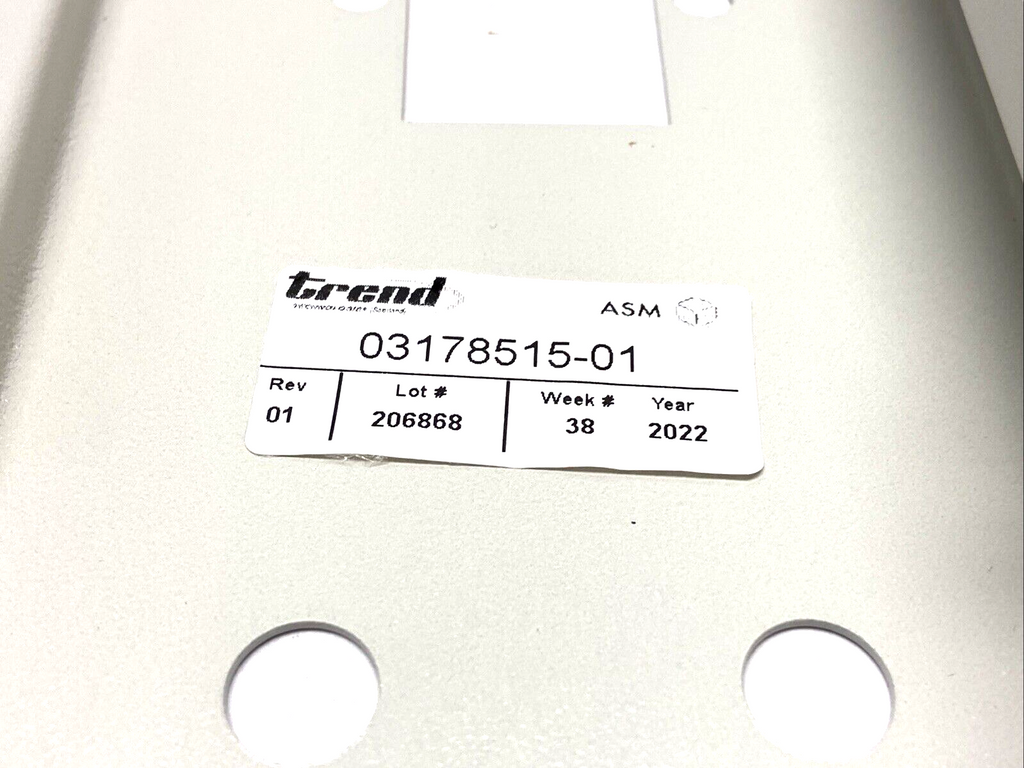 trend
ASM
03178515-01
Rev
Lot #
Week #
Year
01
206868
38
2022